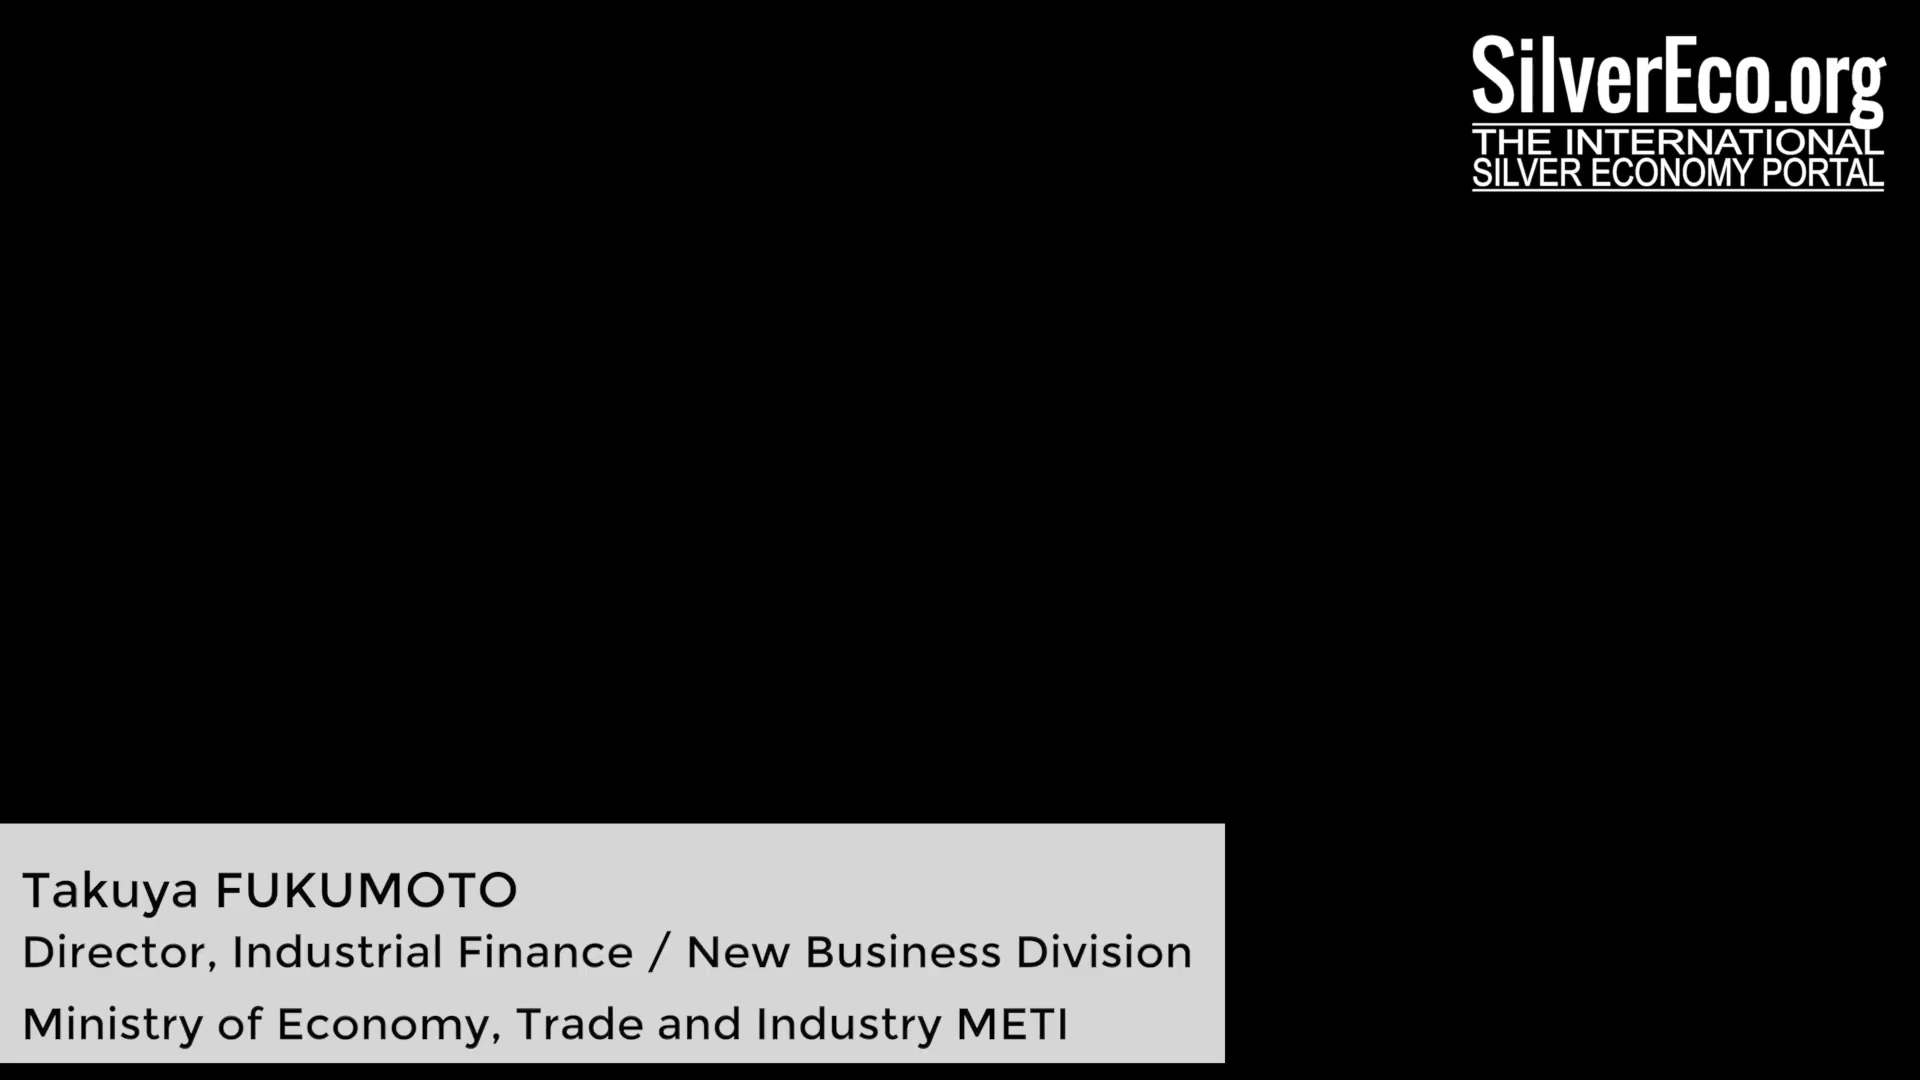 SilverEco.org
THE INTERNATIONAL
SILVER ECONOMY PORTAL
Takuya FUKUMOTO
Director, Industrial Finance / New Business Division
Ministry of Economy, Trade and Industry METI